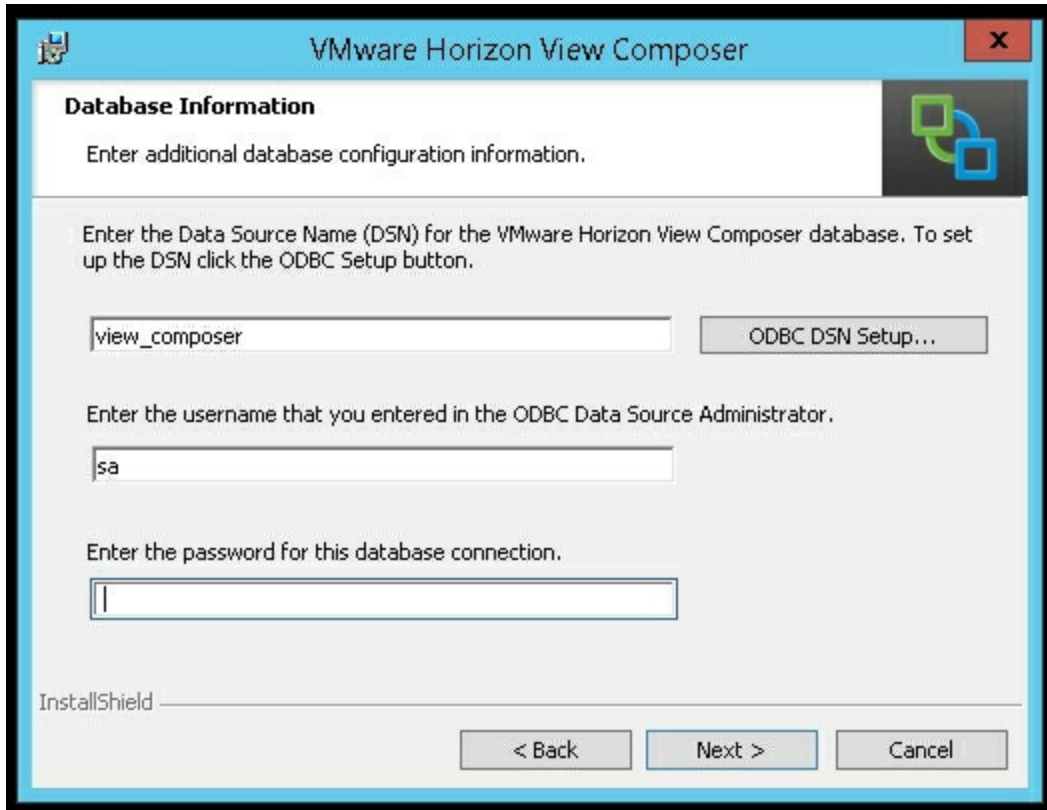 VMware Horizon View Composer
x
Database Information
Enter additional database configuration information.
Enter the Data Source Name (DSN) for the VMware Horizon View Composer database. To set
up the DSN click the ODBC Setup button.
view_composer
ODBC DSN Setup...
Enter the username that you entered in the ODBC Data Source Administrator.
sa
Enter the password for this database connection.
InstallShield
< Back
Next >
Cancel